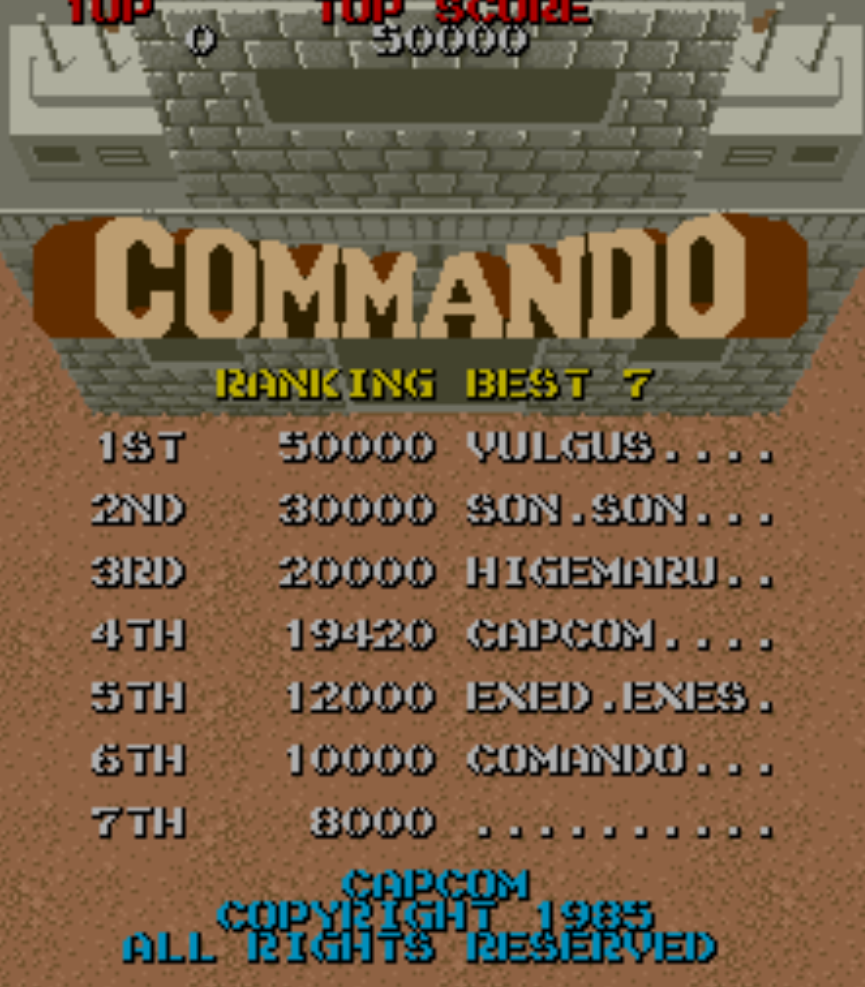 1UP TOP SCORE
0 50000
COMMANDO
RANKING BEST 7
1ST 50000 VULGUS....
2ND 30000 SON.SON...
3RD 20000 HIGEMARU..
4TH 19420 CAPCOM....
5TH 12000 EXED.EXES.
6TH 10000 COMANDO...
7TH 8000 ..........
CAPCOM
COPYRIGHT 1985
ALL RIGHTS RESERVED